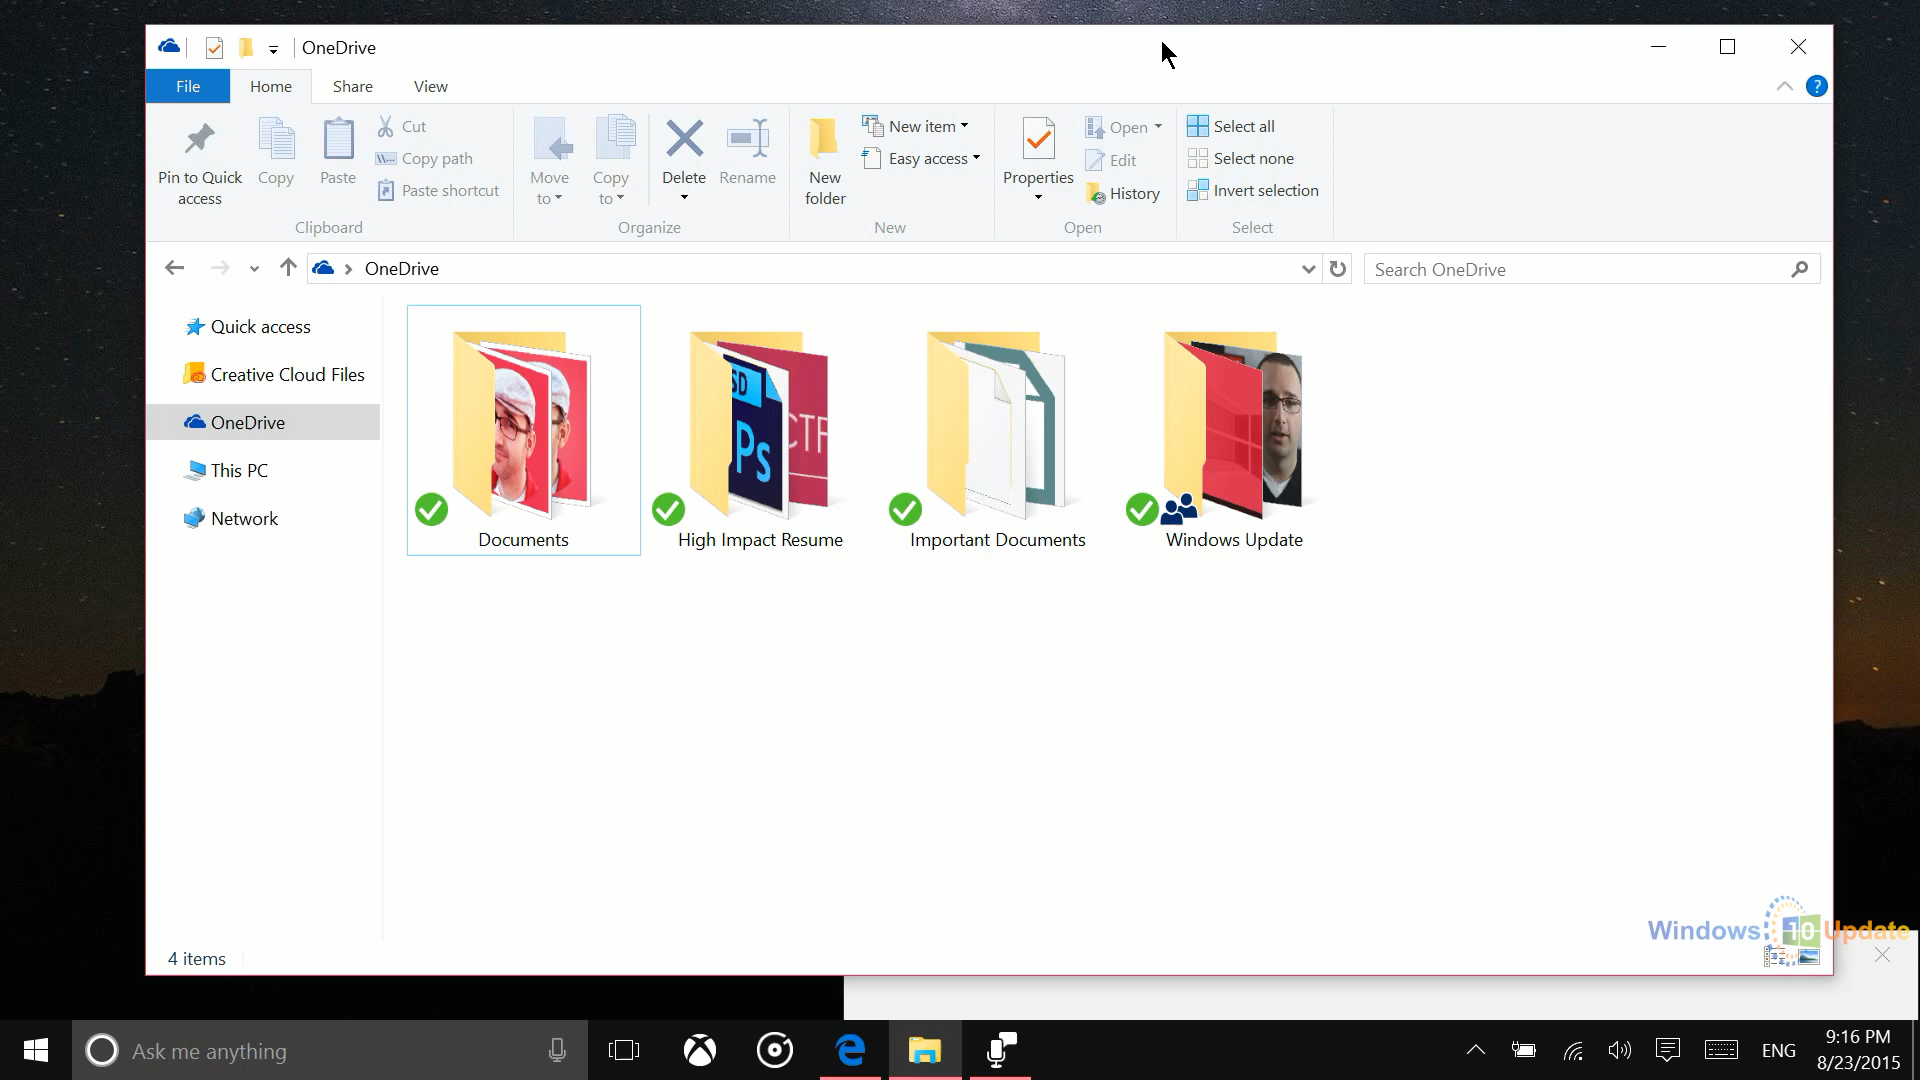 OneDrive
File Home Share View
Pin to Quick access
Copy
Paste
Cut
Copy path
Paste shortcut
Clipboard
Move to
Copy to
Delete
Rename
Organize
New folder
New item
Easy access
New
Properties
Open
Edit
History
Open
Select all
Select none
Invert selection
Select
OneDrive
Search OneDrive
Quick access
Creative Cloud Files
OneDrive
This PC
Network
Ps
Documents
High Impact Resume
Important Documents
Windows Update
4 items
Windows 10 Update
Ask me anything
ENG
9:16 PM
8/23/2015